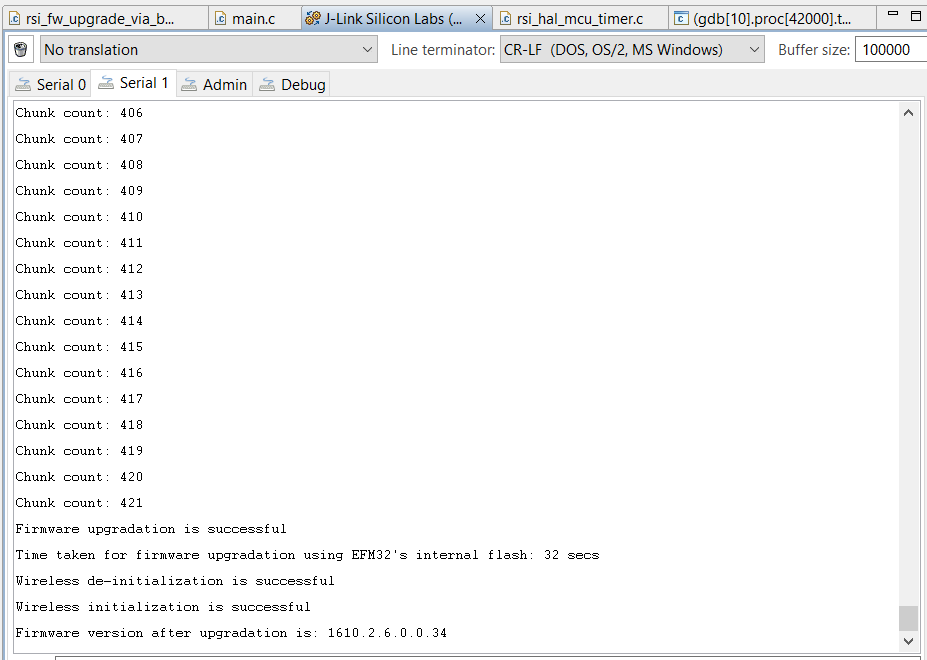 rsi_fw_upgrade_via_b... main.c J-Link Silicon Labs (... rsi_hal_mcu_timer.c (gdb[10].proc[42000].t...
No translation Line terminator: CR-LF (DOS, OS/2, MS Windows) Buffer size: 100000
Serial 0 Serial 1 Admin Debug
Chunk count: 406
Chunk count: 407
Chunk count: 408
Chunk count: 409
Chunk count: 410
Chunk count: 411
Chunk count: 412
Chunk count: 413
Chunk count: 414
Chunk count: 415
Chunk count: 416
Chunk count: 417
Chunk count: 418
Chunk count: 419
Chunk count: 420
Chunk count: 421
Firmware upgradation is successful
Time taken for firmware upgradation using EFM32's internal flash: 32 secs
Wireless de-initialization is successful
Wireless initialization is successful
Firmware version after upgradation is: 1610.2.6.0.0.34